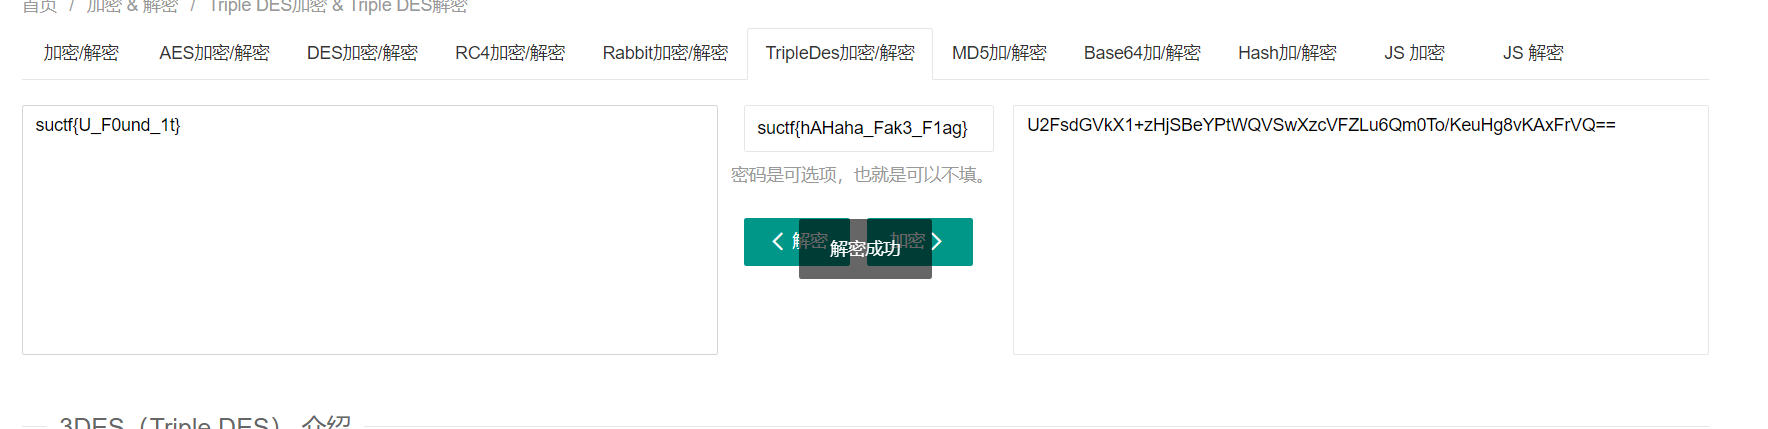 首页 / 加密 & 解密 / Triple DES加密 & Triple DES解密
加密/解密 AES加密/解密 DES加密/解密 RC4加密/解密 Rabbit加密/解密 TripleDes加密/解密 MD5加/解密 Base64加/解密 Hash加/解密 JS 加密 JS 解密
suctf{U_F0und_1t}
suctf{hAHaha_Fak3_F1ag}
U2FsdGVkX1+zHjSBeYPtWQVSwXzcVFZLu6Qm0To/KeuHg8vKAxFrVQ==
密码是可选项，也就是可以不填。
解密 加密
解密成功
3DES（Triple DES） 介绍